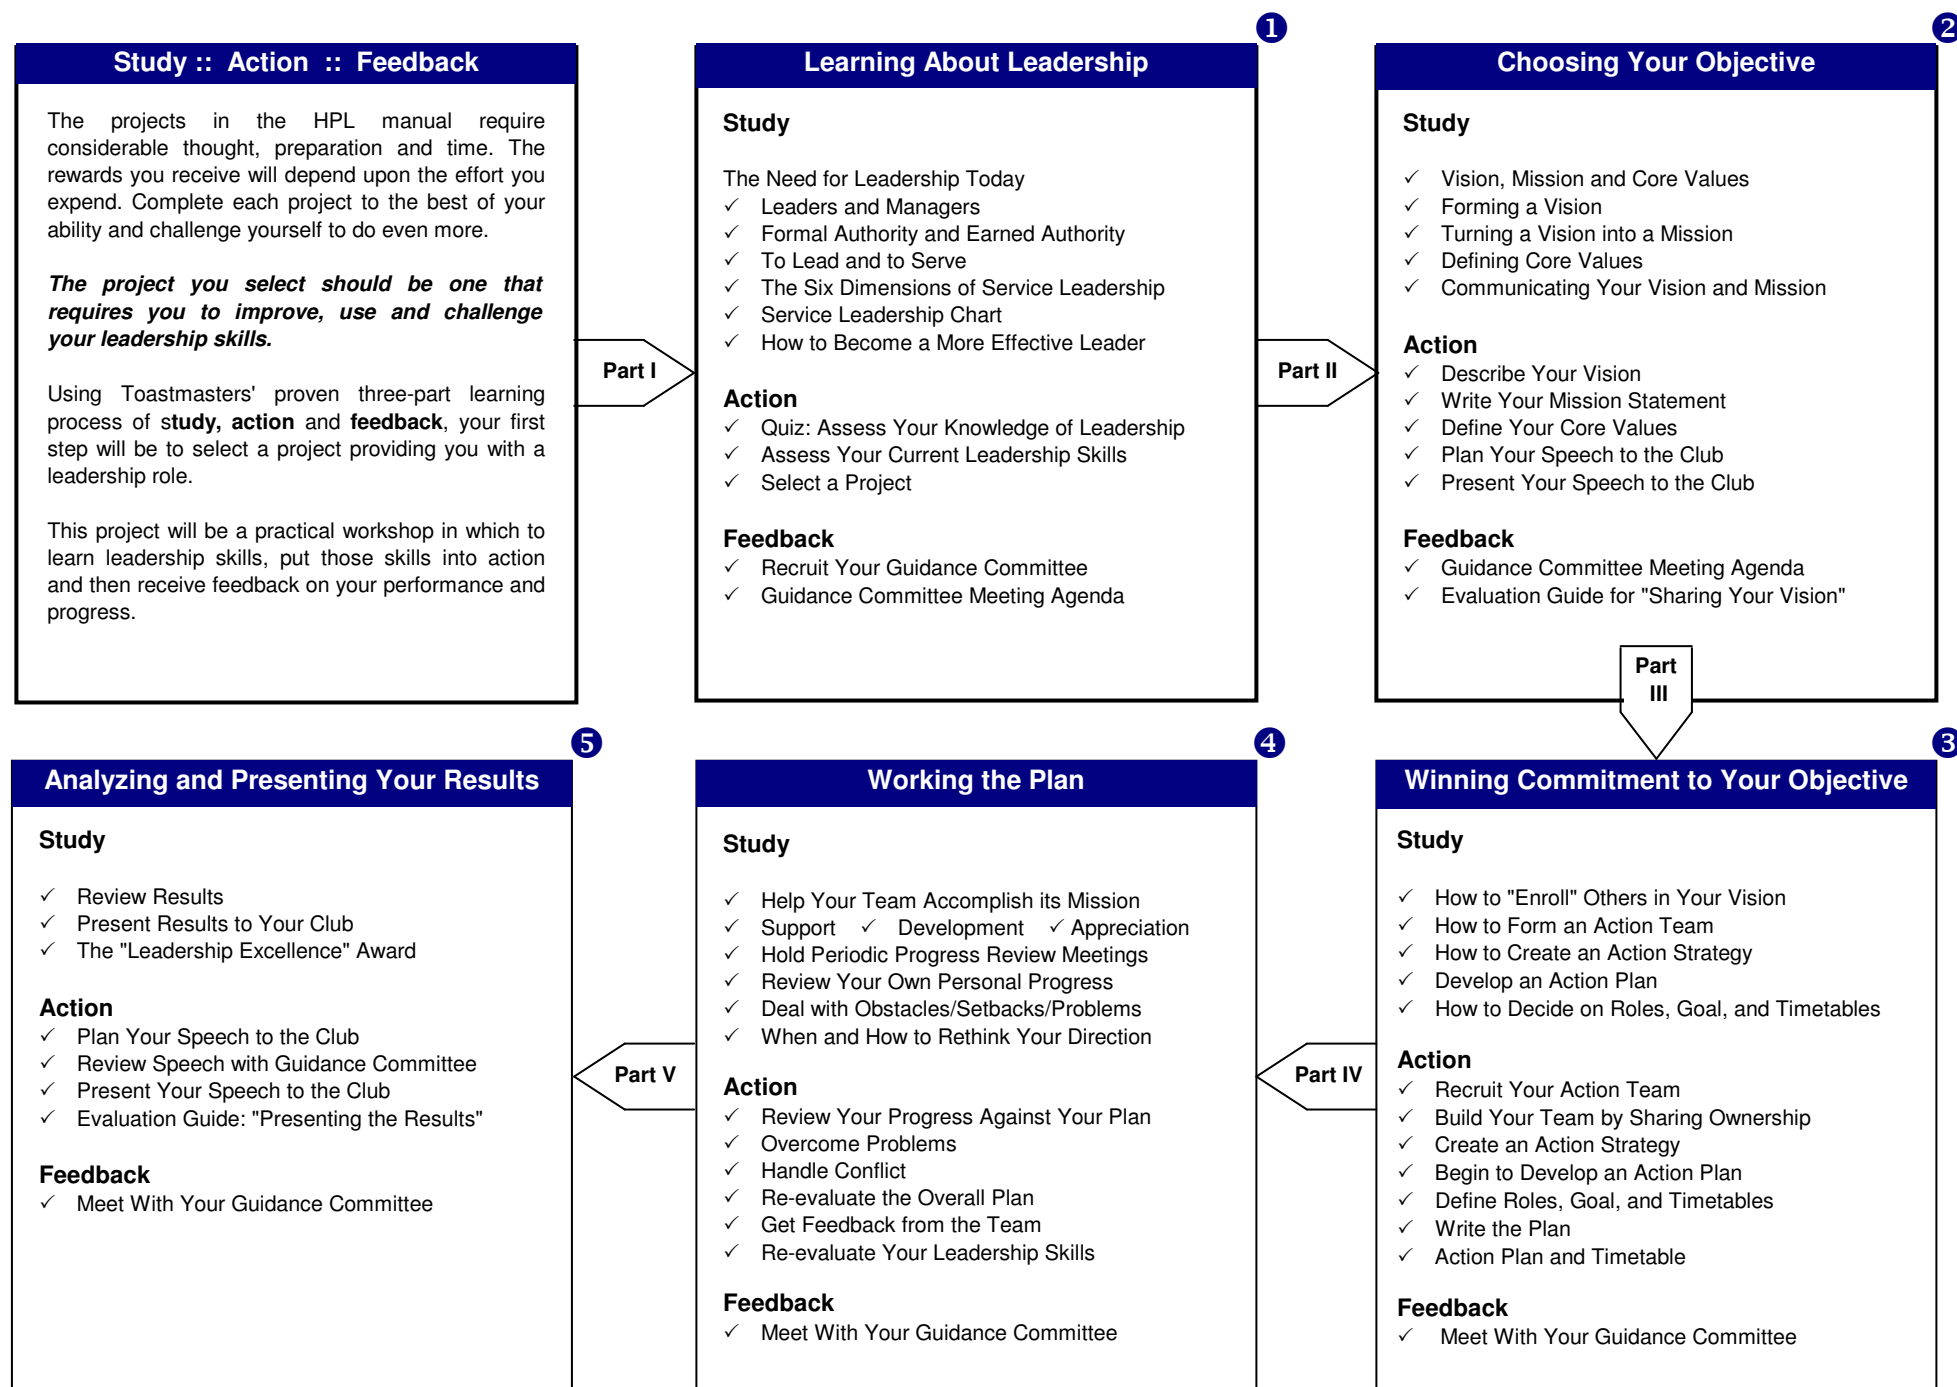 Study :: Action :: Feedback
The projects in the HPL manual require
considerable thought, preparation and time. The
rewards you receive will depend upon the effort you
expend. Complete each project to the best of your
ability and challenge yourself to do even more.
The project you select should be one that
requires you to improve, use and challenge
your leadership skills.
Using Toastmasters' proven three-part learning
process of study, action and feedback, your first
step will be to select a project providing you with a
leadership role.
This project will be a practical workshop in which to
learn leadership skills, put those skills into action
and then receive feedback on your performance and
progress.
Part I
❶
Learning About Leadership
Study
The Need for Leadership Today
✓ Leaders and Managers
✓ Formal Authority and Earned Authority
✓ To Lead and to Serve
✓ The Six Dimensions of Service Leadership
✓ Service Leadership Chart
✓ How to Become a More Effective Leader
Action
✓ Quiz: Assess Your Knowledge of Leadership
✓ Assess Your Current Leadership Skills
✓ Select a Project
Feedback
✓ Recruit Your Guidance Committee
✓ Guidance Committee Meeting Agenda
Part II
❷
Choosing Your Objective
Study
✓ Vision, Mission and Core Values
✓ Forming a Vision
✓ Turning a Vision into a Mission
✓ Defining Core Values
✓ Communicating Your Vision and Mission
Action
✓ Describe Your Vision
✓ Write Your Mission Statement
✓ Define Your Core Values
✓ Plan Your Speech to the Club
✓ Present Your Speech to the Club
Feedback
✓ Guidance Committee Meeting Agenda
✓ Evaluation Guide for "Sharing Your Vision"
Part
III
❸
Winning Commitment to Your Objective
Study
✓ How to "Enroll" Others in Your Vision
✓ How to Form an Action Team
✓ How to Create an Action Strategy
✓ Develop an Action Plan
✓ How to Decide on Roles, Goal, and Timetables
Action
✓ Recruit Your Action Team
✓ Build Your Team by Sharing Ownership
✓ Create an Action Strategy
✓ Begin to Develop an Action Plan
✓ Define Roles, Goal, and Timetables
✓ Write the Plan
✓ Action Plan and Timetable
Feedback
✓ Meet With Your Guidance Committee
Part IV
❹
Working the Plan
Study
✓ Help Your Team Accomplish its Mission
✓ Support ✓ Development ✓ Appreciation
✓ Hold Periodic Progress Review Meetings
✓ Review Your Own Personal Progress
✓ Deal with Obstacles/Setbacks/Problems
✓ When and How to Rethink Your Direction
Action
✓ Review Your Progress Against Your Plan
✓ Overcome Problems
✓ Handle Conflict
✓ Re-evaluate the Overall Plan
✓ Get Feedback from the Team
✓ Re-evaluate Your Leadership Skills
Feedback
✓ Meet With Your Guidance Committee
Part V
❺
Analyzing and Presenting Your Results
Study
✓ Review Results
✓ Present Results to Your Club
✓ The "Leadership Excellence" Award
Action
✓ Plan Your Speech to the Club
✓ Review Speech with Guidance Committee
✓ Present Your Speech to the Club
✓ Evaluation Guide: "Presenting the Results"
Feedback
✓ Meet With Your Guidance Committee